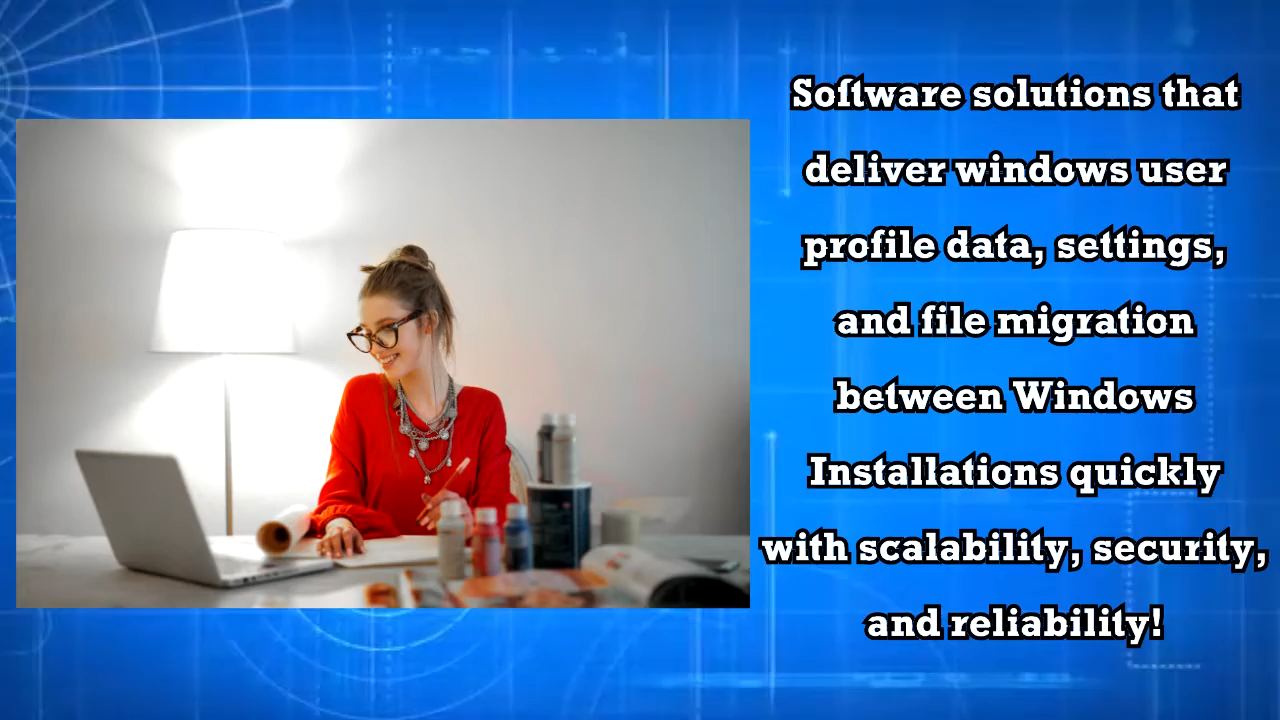 Software solutions that
deliver windows user
profile data, settings,
and file migration
between Windows
Installations quickly
with scalability, security,
and reliability!